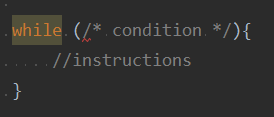 while (/* condition */){
//instructions
}